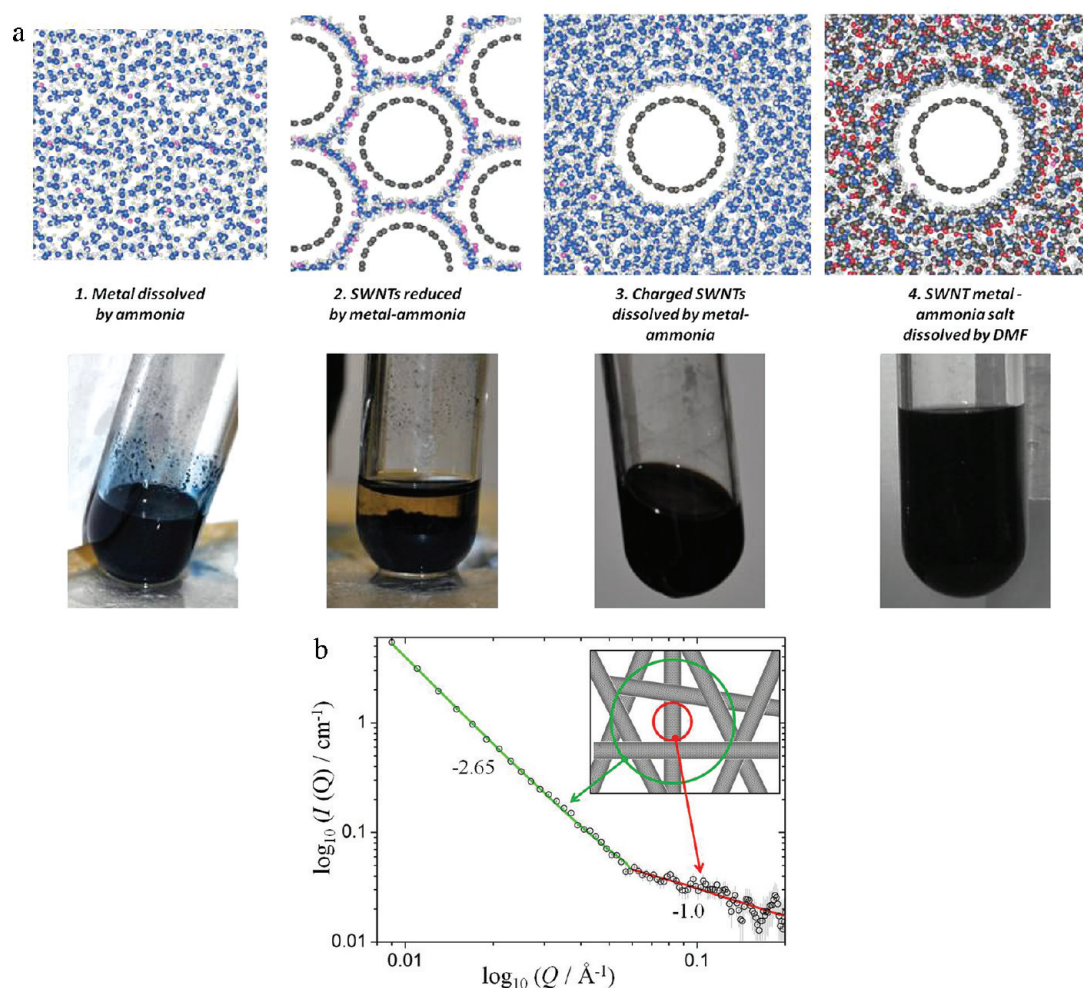 a
1. Metal dissolved
by ammonia
2. SWNTs reduced
by metal-ammonia
3. Charged SWNTs
dissolved by metal-
ammonia
4. SWNT metal -
ammonia salt
dissolved by DMF
b
log₁₀ (I (Q) / cm⁻¹)
1
0.1
0.01
-2.65
-1.0
0.01
0.1
log₁₀ (Q / Å⁻¹)